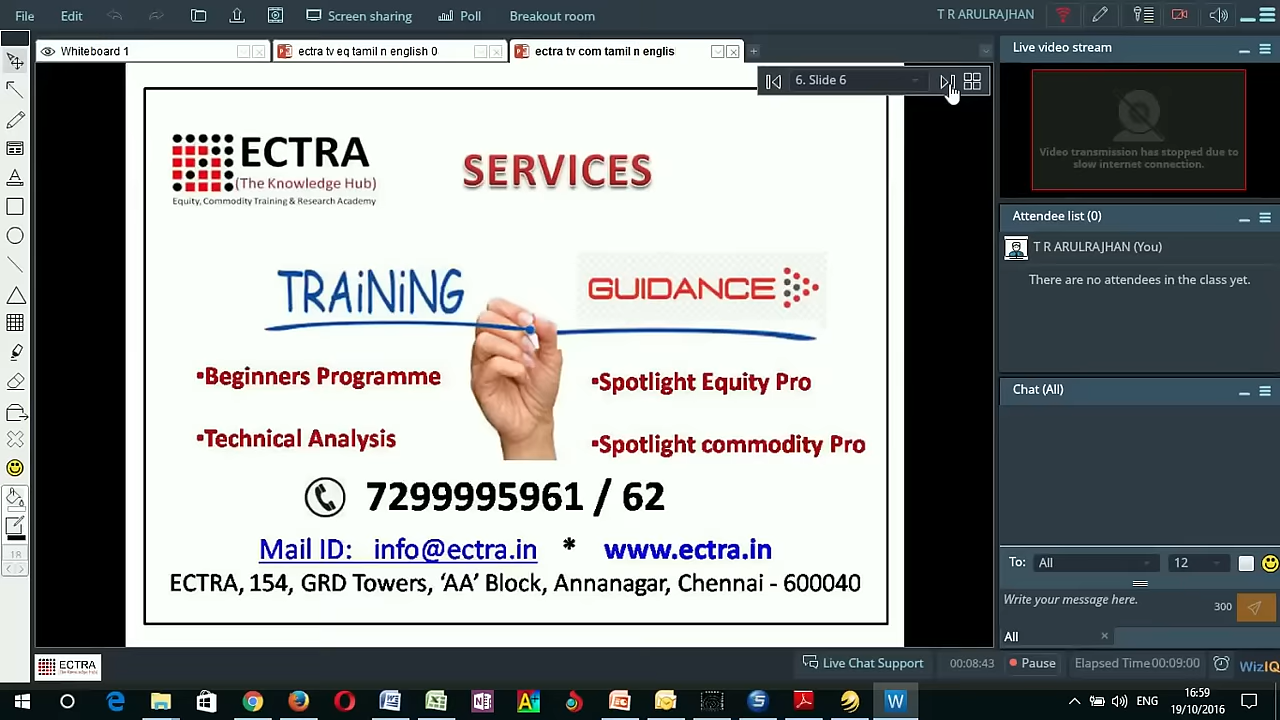 File Edit Screen sharing Poll Breakout room T R ARULRAJHAN
Whiteboard 1 ectra tv eq tamil n english 0 ectra tv com tamil n englis
Live video stream
6. Slide 6
Video transmission has stopped due to
slow internet connection.
ECTRA
(The Knowledge Hub)
Equity, Commodity Training & Research Academy
SERVICES
TRAiNiNG
GUIDANCE
▪Beginners Programme
▪Spotlight Equity Pro
▪Technical Analysis
▪Spotlight commodity Pro
7299995961 / 62
Mail ID: info@ectra.in * www.ectra.in
ECTRA, 154, GRD Towers, ‘AA’ Block, Annanagar, Chennai - 600040
Attendee list (0)
T R ARULRAJHAN (You)
There are no attendees in the class yet.
Chat (All)
To: All 12
Write your message here. 300
All
1R
ECTRA
The Knowledge Hub
Live Chat Support 00:08:43 Pause Elapsed Time 00:09:00 WizIQ
ENG 16:59
19/10/2016